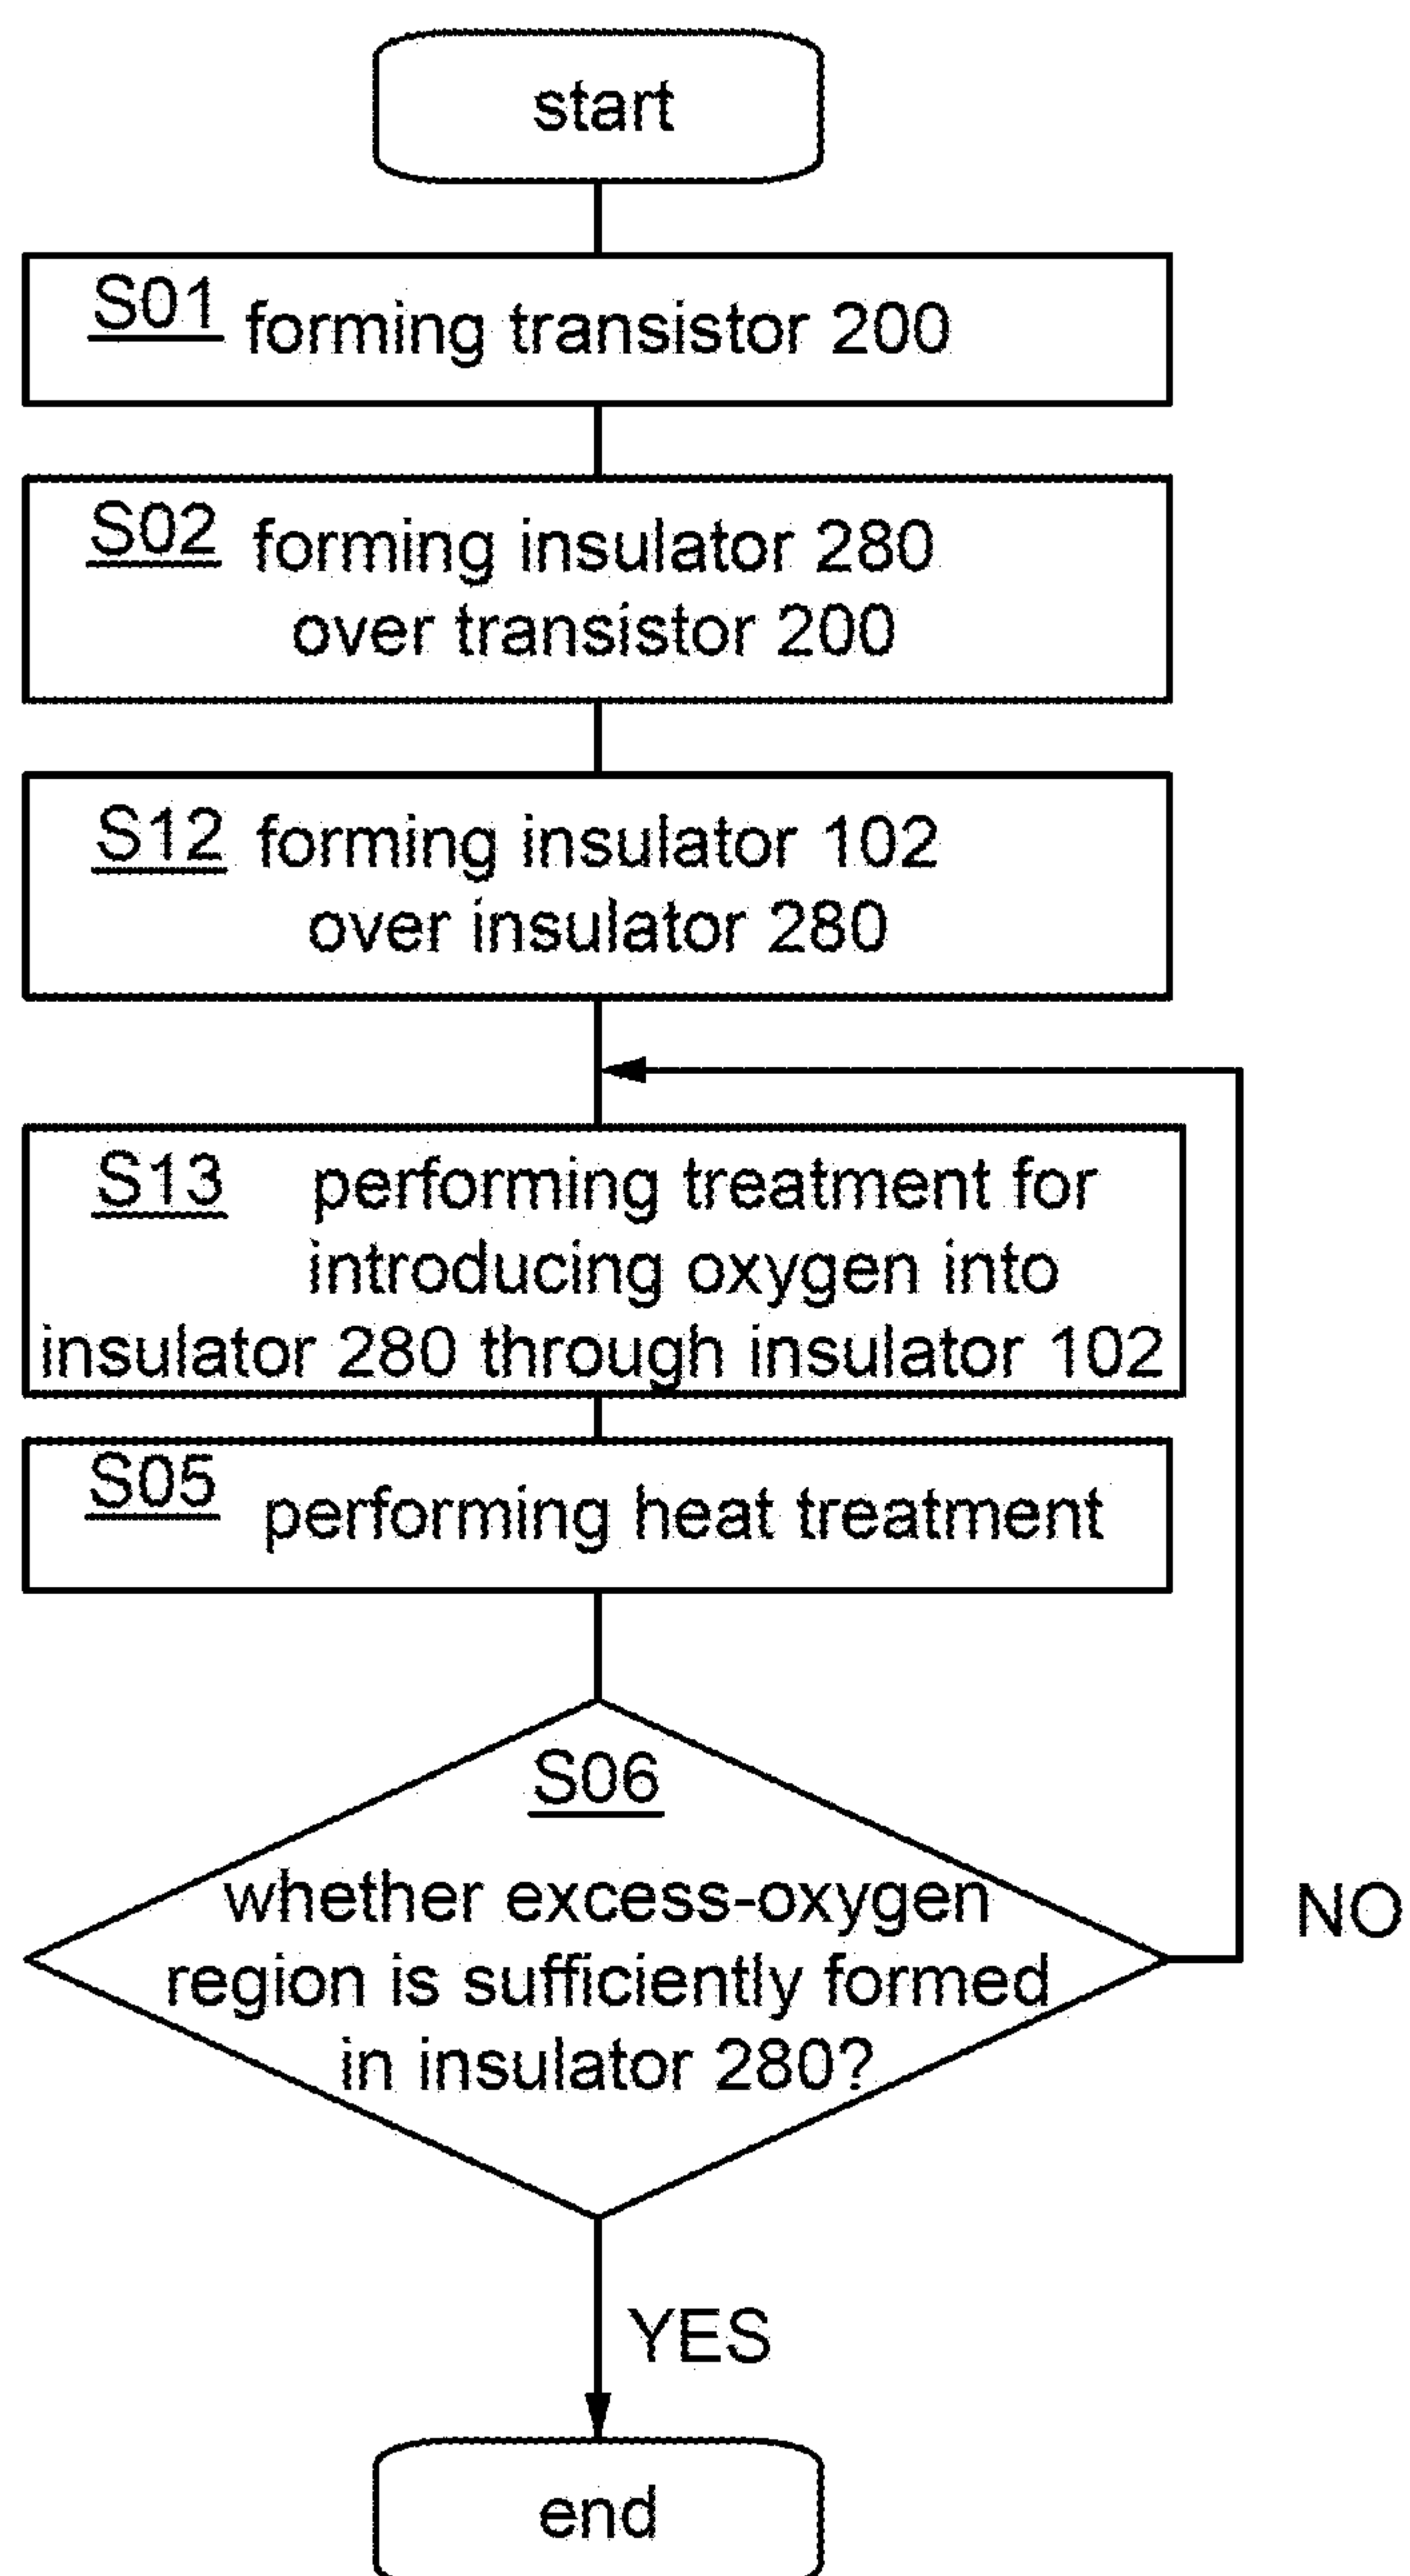 start
S01 forming transistor 200
S02 forming insulator 280
over transistor 200
S12 forming insulator 102
over insulator 280
S13 performing treatment for
introducing oxygen into
insulator 280 through insulator 102
S05 performing heat treatment
S06
whether excess-oxygen
region is sufficiently formed
in insulator 280?
NO
YES
end